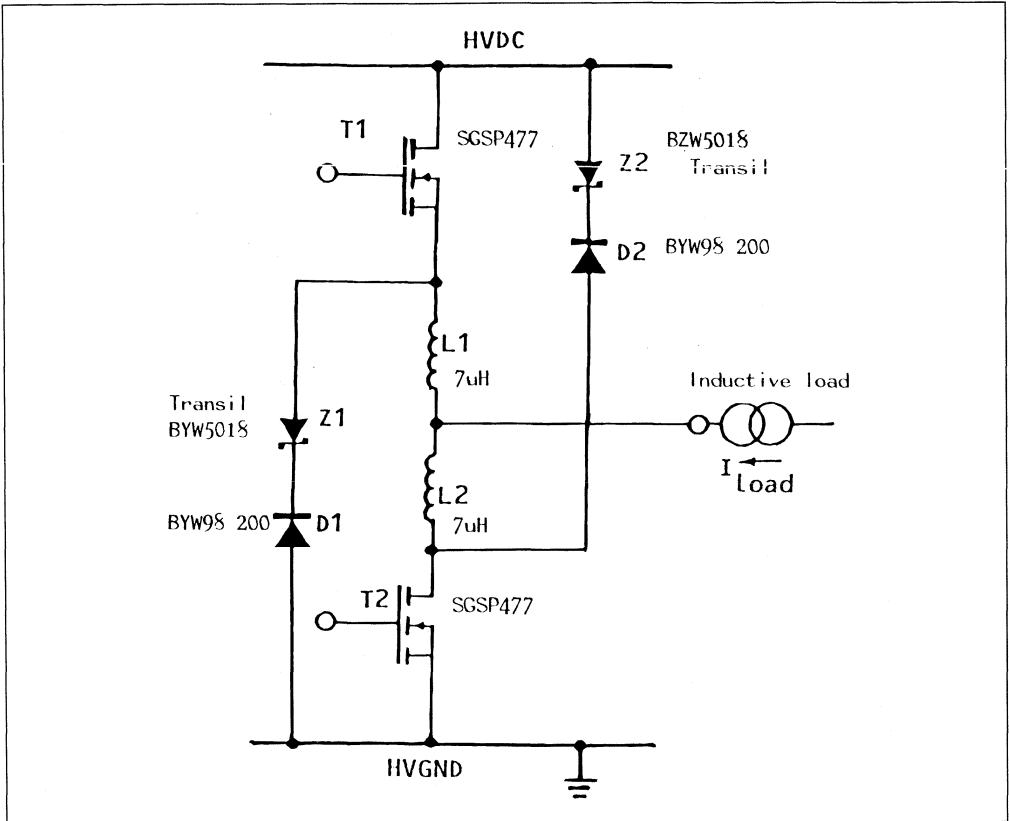 HVDC
T1
SGSP477
BZW5018
Z2
Transil
D2
BYW98 200
L1
7uH
Inductive load
Transil
Z1
BYW5018
I Load
L2
7uH
BYW98 200
D1
T2
SGSP477
HVGND